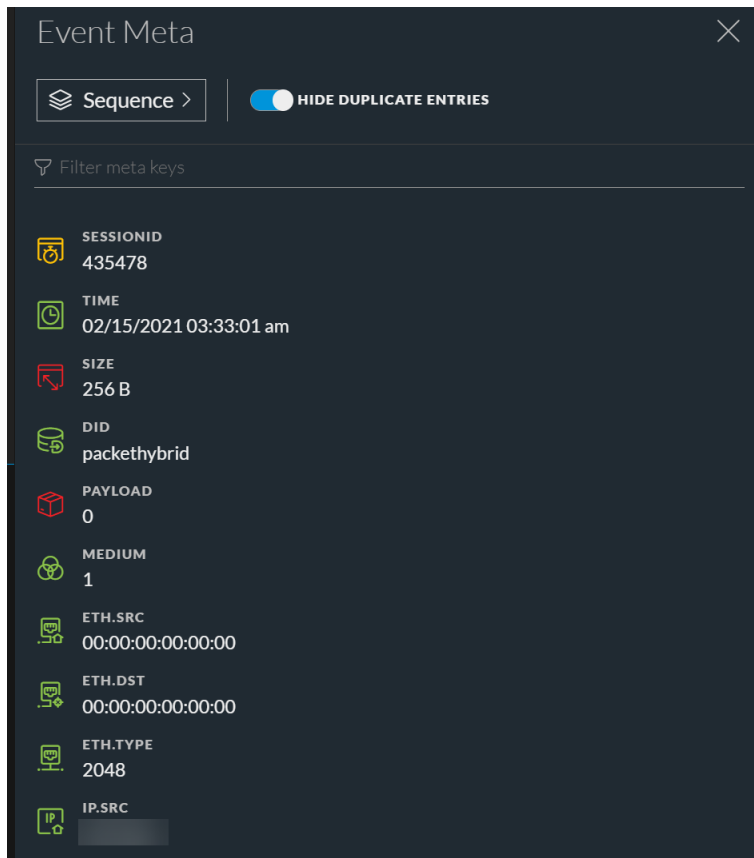 Event Meta
Sequence >
HIDE DUPLICATE ENTRIES
Filter meta keys
SESSIONID
435478
TIME
02/15/2021 03:33:01 am
SIZE
256 B
DID
packethybrid
PAYLOAD
0
MEDIUM
1
ETH.SRC
00:00:00:00:00:00
ETH.DST
00:00:00:00:00:00
ETH.TYPE
2048
IP
IP.SRC